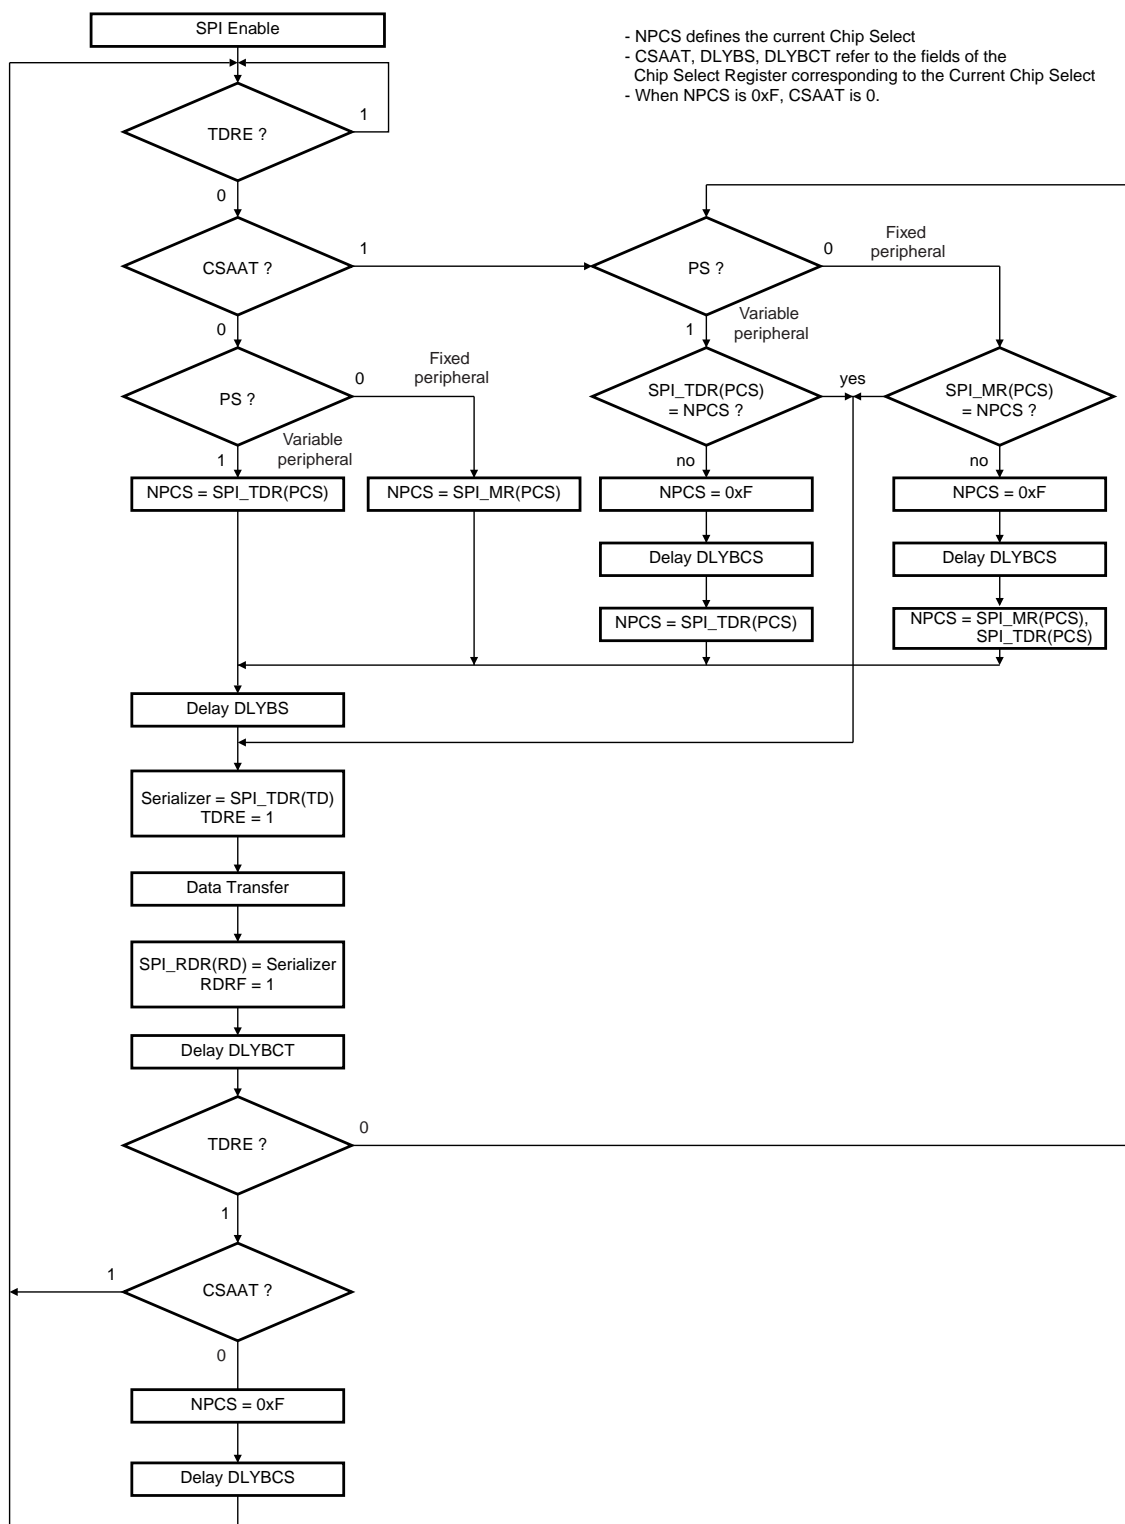 SPI Enable
- NPCS defines the current Chip Select
- CSAAT, DLYBS, DLYBCT refer to the fields of the
Chip Select Register corresponding to the Current Chip Select
- When NPCS is 0xF, CSAAT is 0.
1
TDRE ?
0
CSAAT ?
1
PS ?
0
Fixed
peripheral
0
1
Variable
peripheral
PS ?
0
Fixed
peripheral
1
Variable
peripheral
SPI_TDR(PCS)
= NPCS ?
yes
SPI_MR(PCS)
= NPCS ?
no
no
NPCS = SPI_TDR(PCS)
NPCS = SPI_MR(PCS)
NPCS = 0xF
NPCS = 0xF
Delay DLYBCS
Delay DLYBCS
NPCS = SPI_TDR(PCS)
NPCS = SPI_MR(PCS),
SPI_TDR(PCS)
Delay DLYBS
Serializer = SPI_TDR(TD)
TDRE = 1
Data Transfer
SPI_RDR(RD) = Serializer
RDRF = 1
Delay DLYBCT
TDRE ?
0
1
CSAAT ?
1
0
NPCS = 0xF
Delay DLYBCS